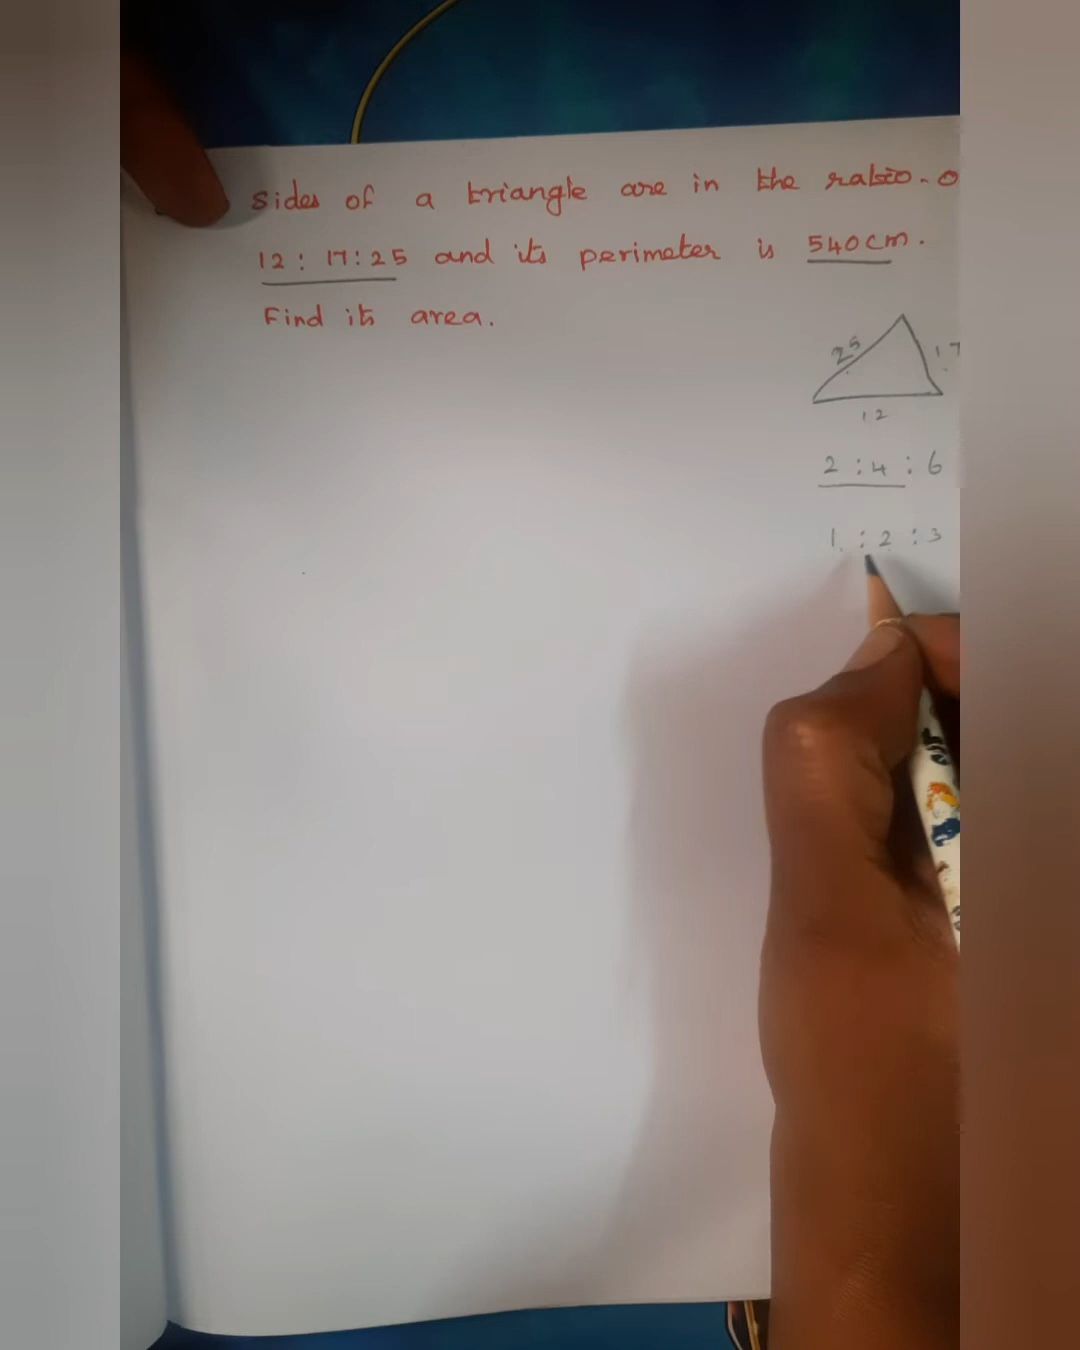 sides of a triangle are in the ratio. o
12 : 17 : 25 and its perimeter is 540cm.
Find its area.
25
17
12
2 : 4 : 6
1 : 2 : 3